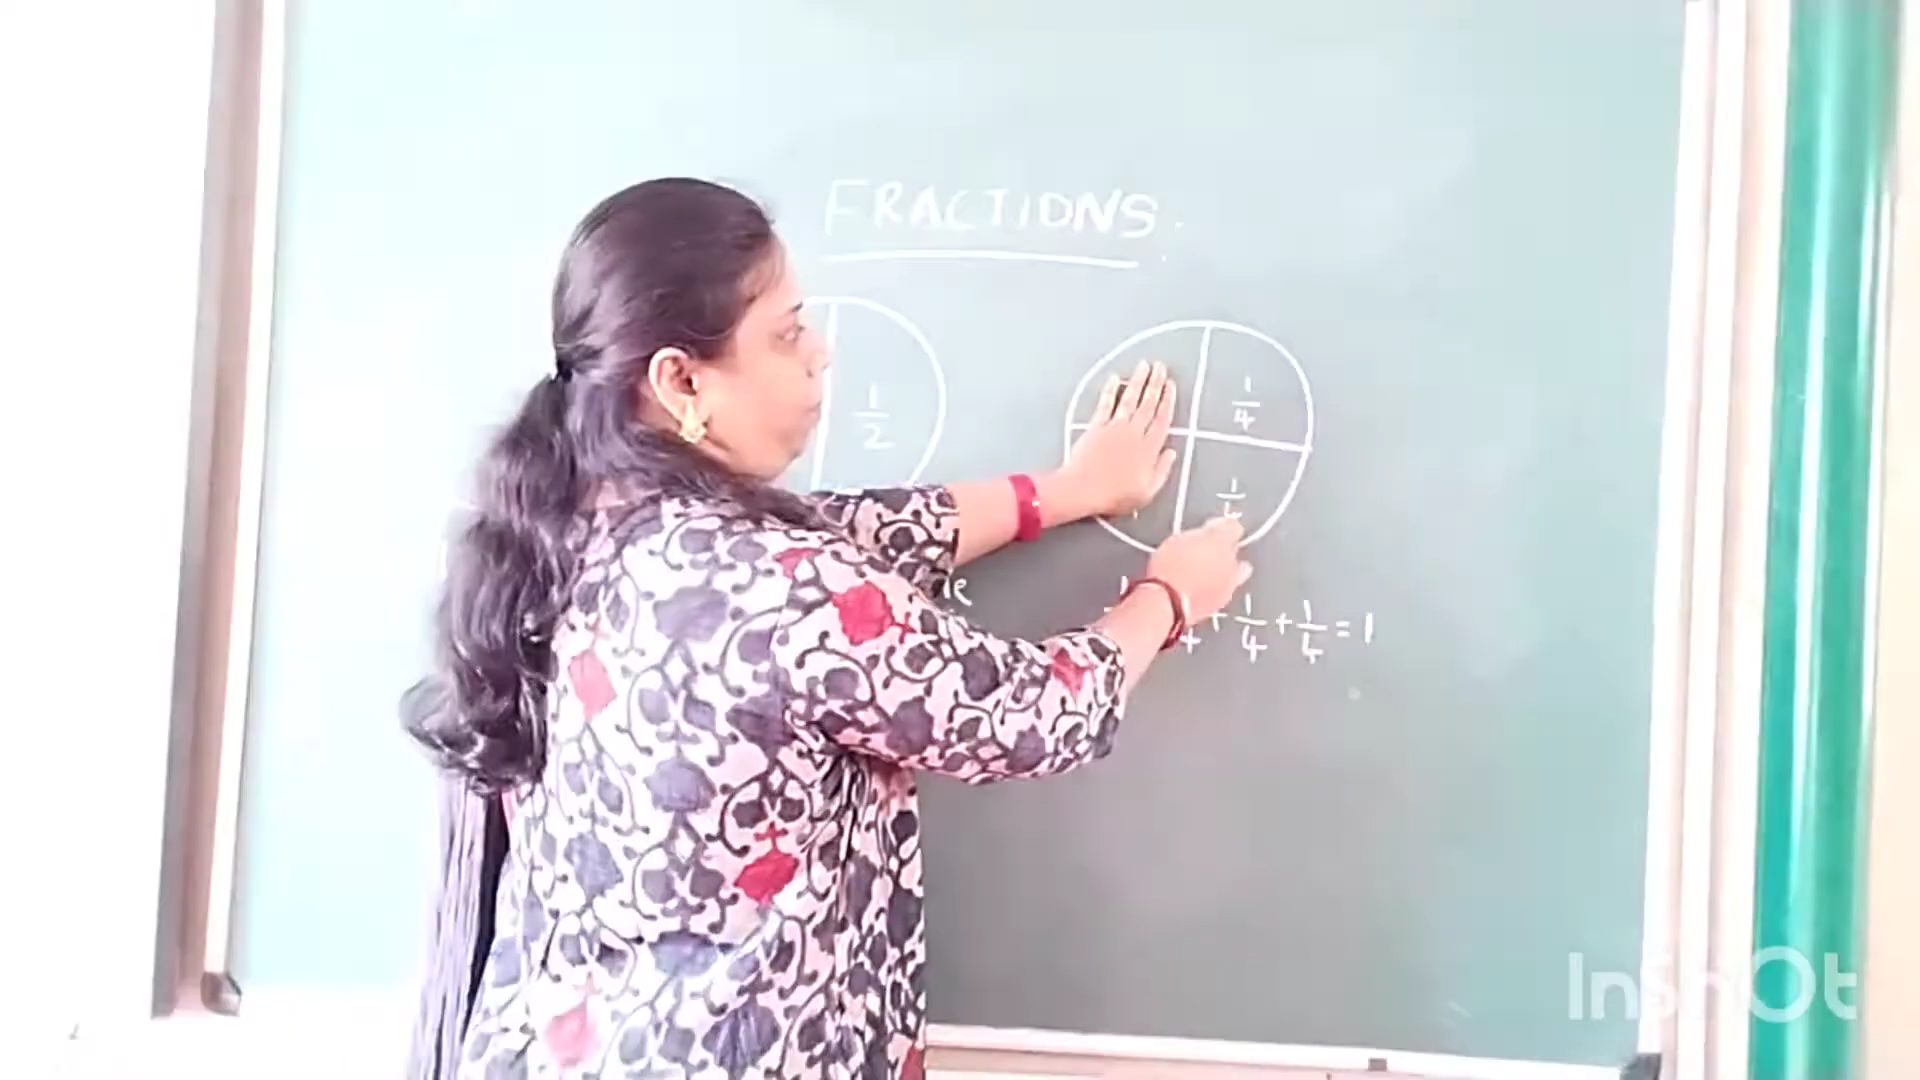 FRACTIONS.
1/2
1/4
1/4
+ 1/4 + 1/4 = 1
InShOt